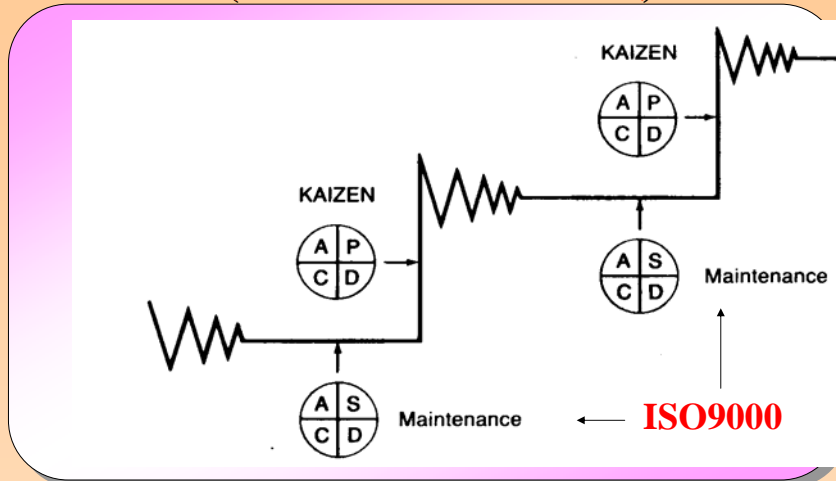 KAIZEN
A P
C D
KAIZEN
A P
C D
A S
C D
Maintenance
A S
C D
Maintenance
ISO9000